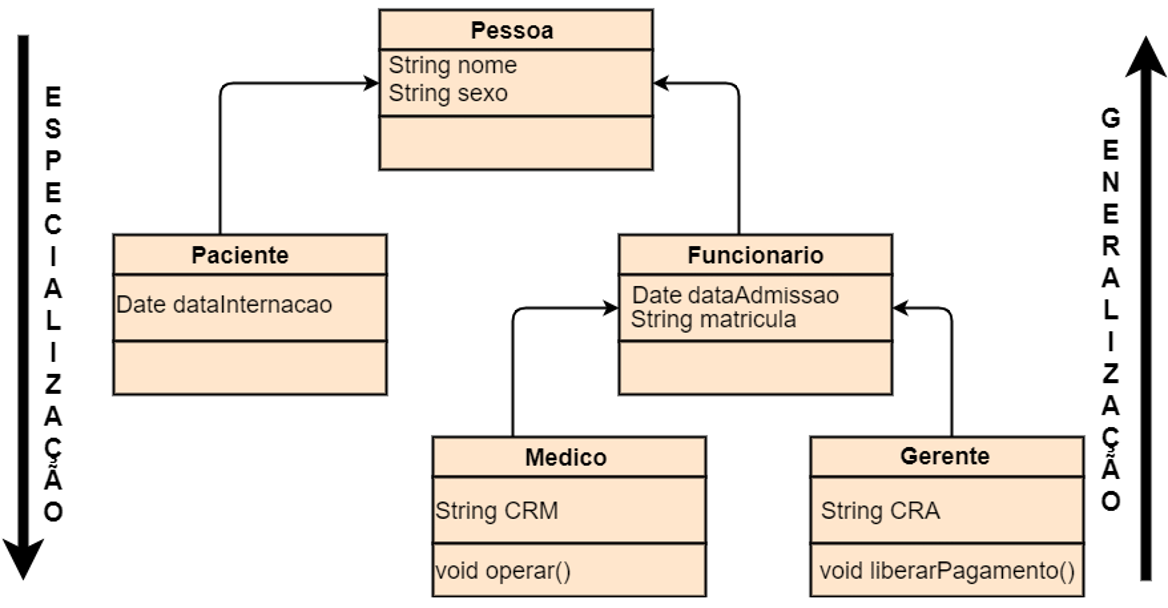 Pessoa
String nome
String sexo
ESPECIALIZAÇÃO
GENERALIZAÇÃO
Paciente
Date dataInternacao
Funcionario
Date dataAdmissao
String matricula
Medico
String CRM
void operar()
Gerente
String CRA
void liberarPagamento()